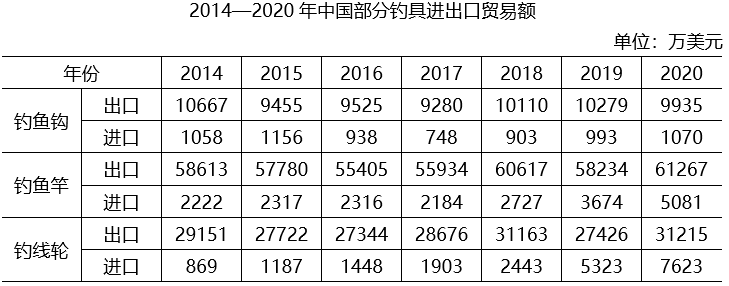 2014—2020 年中国部分钓具进出口贸易额
单位：万美元
年份 2014 2015 2016 2017 2018 2019 2020
钓鱼钩 出口 10667 9455 9525 9280 10110 10279 9935
进口 1058 1156 938 748 903 993 1070
钓鱼竿 出口 58613 57780 55405 55934 60617 58234 61267
进口 2222 2317 2316 2184 2727 3674 5081
钓线轮 出口 29151 27722 27344 28676 31163 27426 31215
进口 869 1187 1448 1903 2443 5323 7623